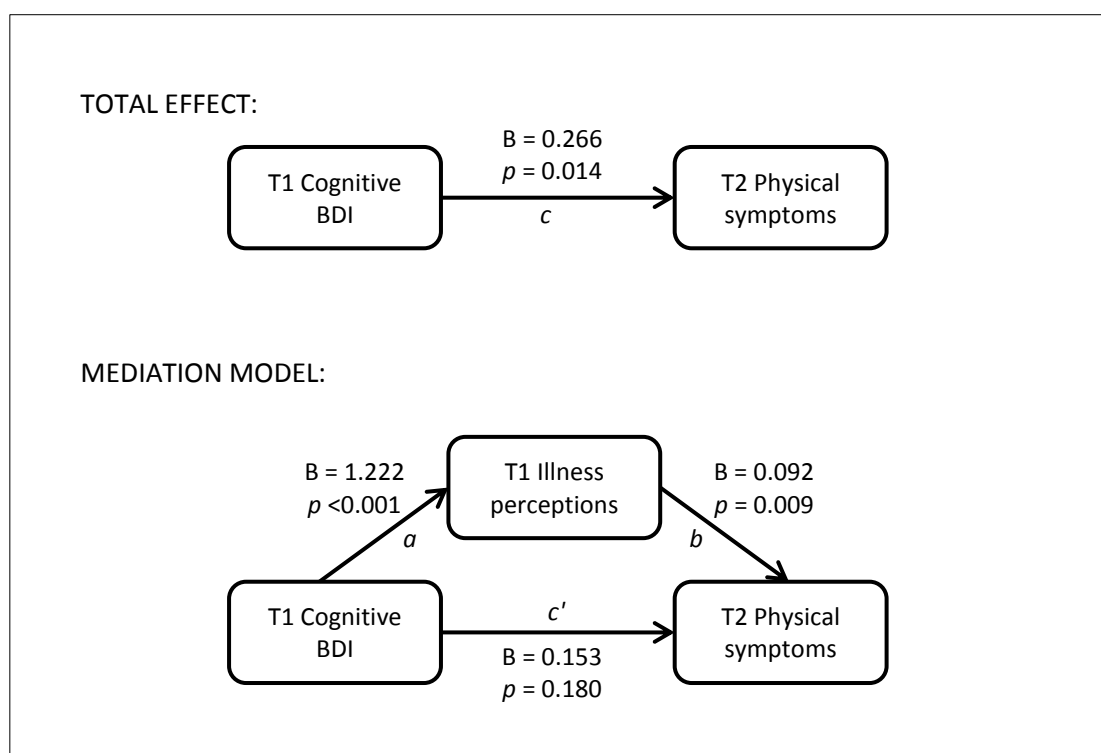 TOTAL EFFECT:
T1 Cognitive
BDI
B = 0.266
p = 0.014
c
T2 Physical
symptoms
MEDIATION MODEL:
B = 1.222
p <0.001
a
T1 Illness
perceptions
B = 0.092
p = 0.009
b
T1 Cognitive
BDI
c'
B = 0.153
p = 0.180
T2 Physical
symptoms